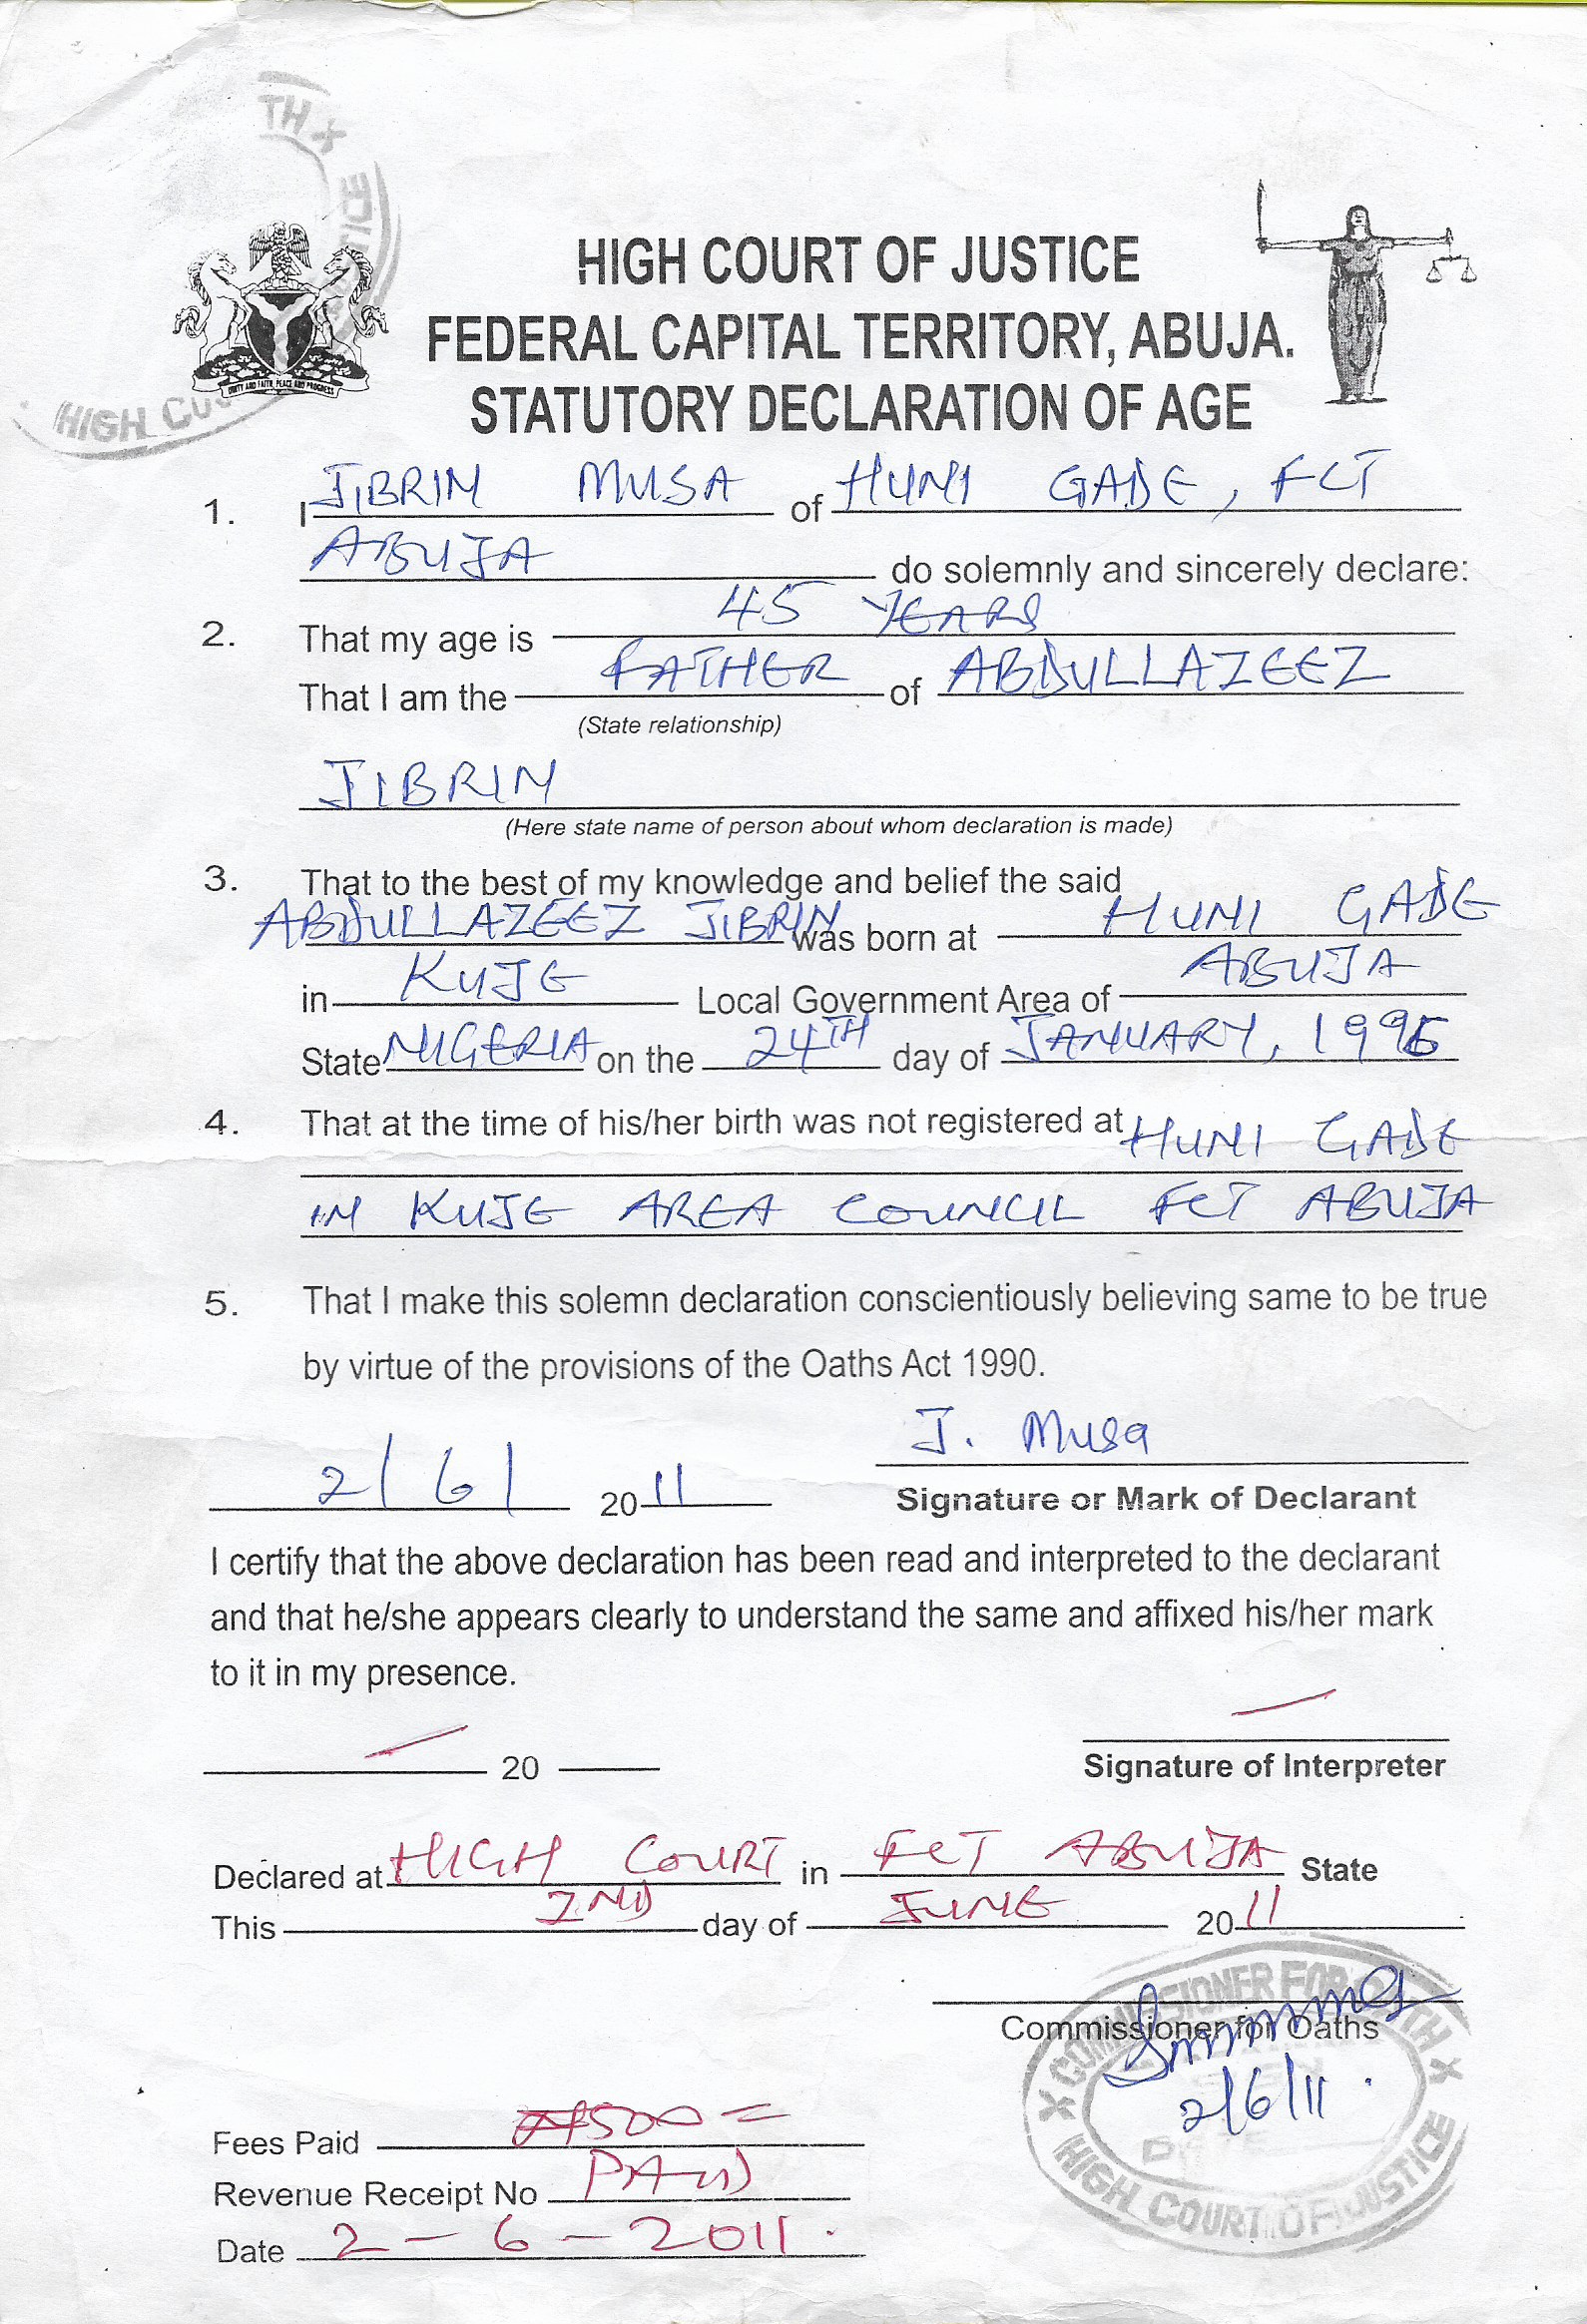 TH X
JUSTICE
HIGH COU
UNITY AND FAITH, PEACE AND PROGRESS
HIGH COURT OF JUSTICE
FEDERAL CAPITAL TERRITORY, ABUJA.
STATUTORY DECLARATION OF AGE
1. I JIBRIN MUSA of HUNI GADE, FCT
ABUJA do solemnly and sincerely declare:
2. That my age is 45 YEARS
That I am the FATHER of ABDULLAZEEZ
(State relationship)
JIBRIN
(Here state name of person about whom declaration is made)
3. That to the best of my knowledge and belief the said
ABDULLAZEEZ JIBRIN was born at HUNI GADE
in KUJE Local Government Area of ABUJA
State NIGERIA on the 24TH day of JANUARY,
4. That at the time of his/her birth was not registered at HUNI GADE
IN KUJE AREA COUNCIL FCT ABUJA
5. That I make this solemn declaration conscientiously believing same to be true
by virtue of the provisions of the Oaths Act 1990.
J. Musa
2/6/ 2011
Signature or Mark of Declarant
I certify that the above declaration has been read and interpreted to the declarant
and that he/she appears clearly to understand the same and affixed his/her mark
to it in my presence.
20
Signature of Interpreter
Declared at HIGH COURT in FCT ABUJA State
This 2ND day of JUNE 2011
Commissioner for Oaths
X COMMISSIONER FOR OATH X
2/6/11.
DATE
HIGH COURT OF JUSTICE
Fees Paid ₦500=
Revenue Receipt No PAID
Date 2-6-2011.